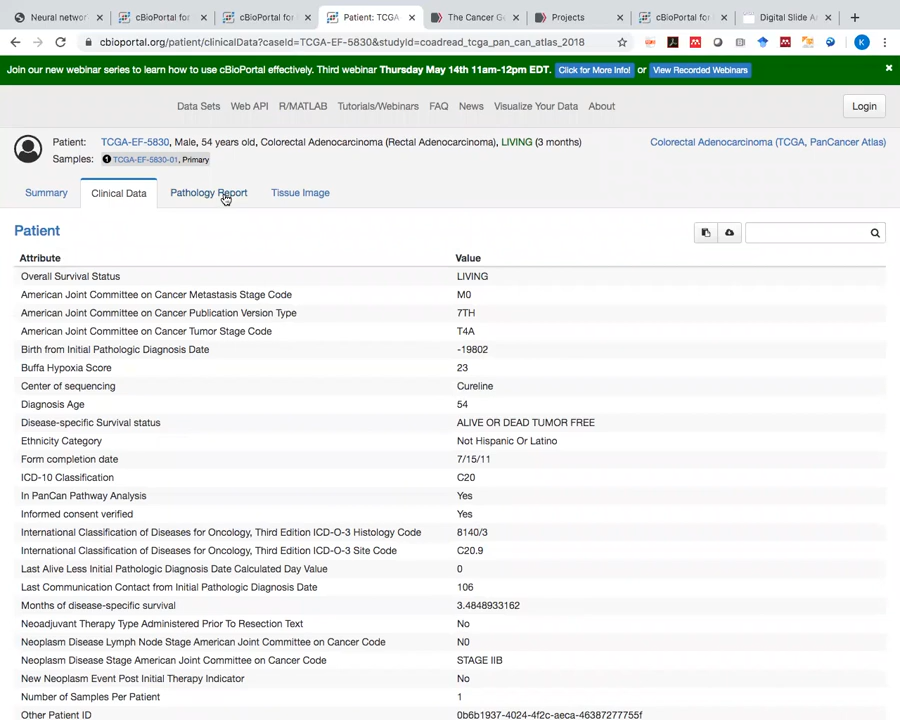 Neural network
cBioPortal for
cBioPortal for
Patient: TCGA
The Cancer Ge
Projects
cBioPortal for
Digital Slide Ar
cbioportal.org/patient/clinicalData?caseId=TCGA-EF-5830&studyId=coadread_tcga_pan_can_atlas_2018
Join our new webinar series to learn how to use cBioPortal effectively. Third webinar Thursday May 14th 11am-12pm EDT. Click for More Info! or View Recorded Webinars
Data Sets Web API R/MATLAB Tutorials/Webinars FAQ News Visualize Your Data About Login
Patient: TCGA-EF-5830, Male, 54 years old, Colorectal Adenocarcinoma (Rectal Adenocarcinoma), LIVING (3 months) Colorectal Adenocarcinoma (TCGA, PanCancer Atlas)
Samples: 1 TCGA-EF-5830-01, Primary
Summary Clinical Data Pathology Report Tissue Image
Patient
Attribute Value
Overall Survival Status LIVING
American Joint Committee on Cancer Metastasis Stage Code M0
American Joint Committee on Cancer Publication Version Type 7TH
American Joint Committee on Cancer Tumor Stage Code T4A
Birth from Initial Pathologic Diagnosis Date -19802
Buffa Hypoxia Score 23
Center of sequencing Cureline
Diagnosis Age 54
Disease-specific Survival status ALIVE OR DEAD TUMOR FREE
Ethnicity Category Not Hispanic Or Latino
Form completion date 7/15/11
ICD-10 Classification C20
In PanCan Pathway Analysis Yes
Informed consent verified Yes
International Classification of Diseases for Oncology, Third Edition ICD-O-3 Histology Code 8140/3
International Classification of Diseases for Oncology, Third Edition ICD-O-3 Site Code C20.9
Last Alive Less Initial Pathologic Diagnosis Date Calculated Day Value 0
Last Communication Contact from Initial Pathologic Diagnosis Date 106
Months of disease-specific survival 3.4848933162
Neoadjuvant Therapy Type Administered Prior To Resection Text No
Neoplasm Disease Lymph Node Stage American Joint Committee on Cancer Code N0
Neoplasm Disease Stage American Joint Committee on Cancer Code STAGE IIB
New Neoplasm Event Post Initial Therapy Indicator No
Number of Samples Per Patient 1
Other Patient ID 0b6b1937-4024-4f2c-aeca-46387277755f